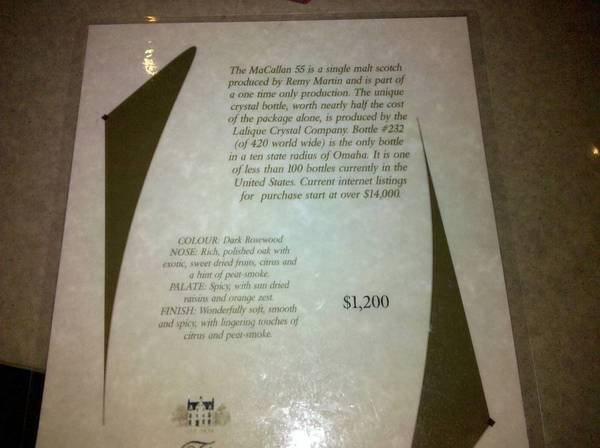 The MaCallan 55 is a single malt scotch
produced by Remy Martin and is part of
a one time only production. The unique
crystal bottle, worth nearly half the cost
of the package alone, is produced by the
Lalique Crystal Company. Bottle #232
(of 420 world wide) is the only bottle
in a ten state radius of Omaha. It is one
of less than 100 bottles currently in the
United States. Current internet listings
for purchase start at over $14,000.
COLOUR: Dark Rosewood
NOSE: Rich, polished oak with
exotic, sweet dried fruits, citrus and
a hint of peat-smoke.
PALATE: Spicy, with sun dried
raisins and orange zest.
FINISH: Wonderfully soft, smooth
and spicy, with lingering touches of
citrus and peat-smoke.
$1,200